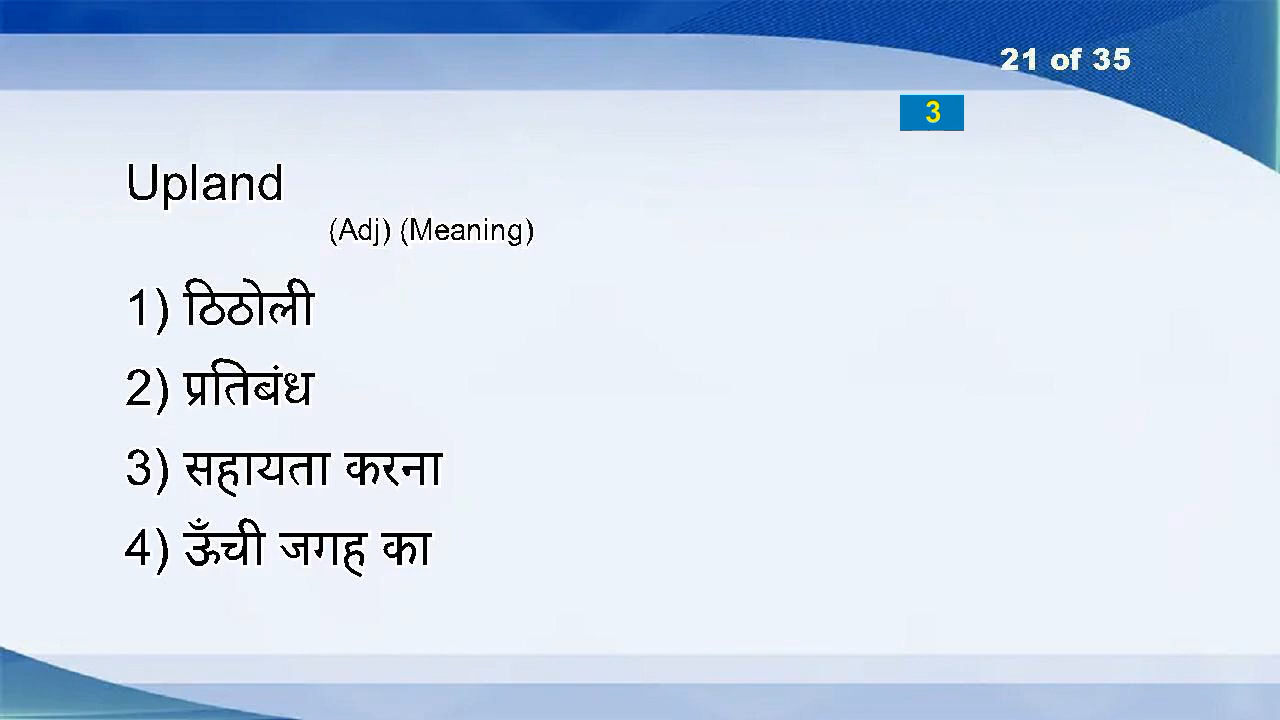 21 of 35
3
Upland
(Adj) (Meaning)
1) ठिठोली
2) प्रतिबंध
3) सहायता करना
4) ऊँची जगह का